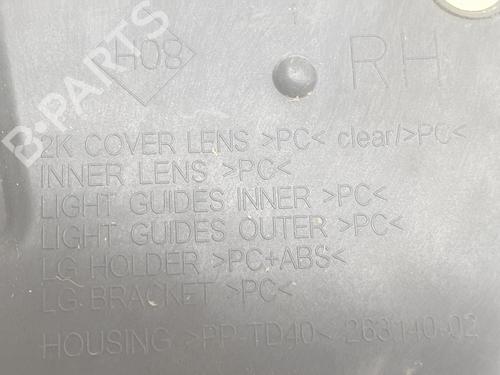 H08
RH
2K COVER LENS >PC< clear/>PC<
INNER LENS >PC<
LIGHT GUIDES INNER >PC<
LIGHT GUIDES OUTER >PC<
LG HOLDER >PC+ABS<
LG-BRACKET >PC<
HOUSING >PP-TD40< 263140-02
B-PARTS